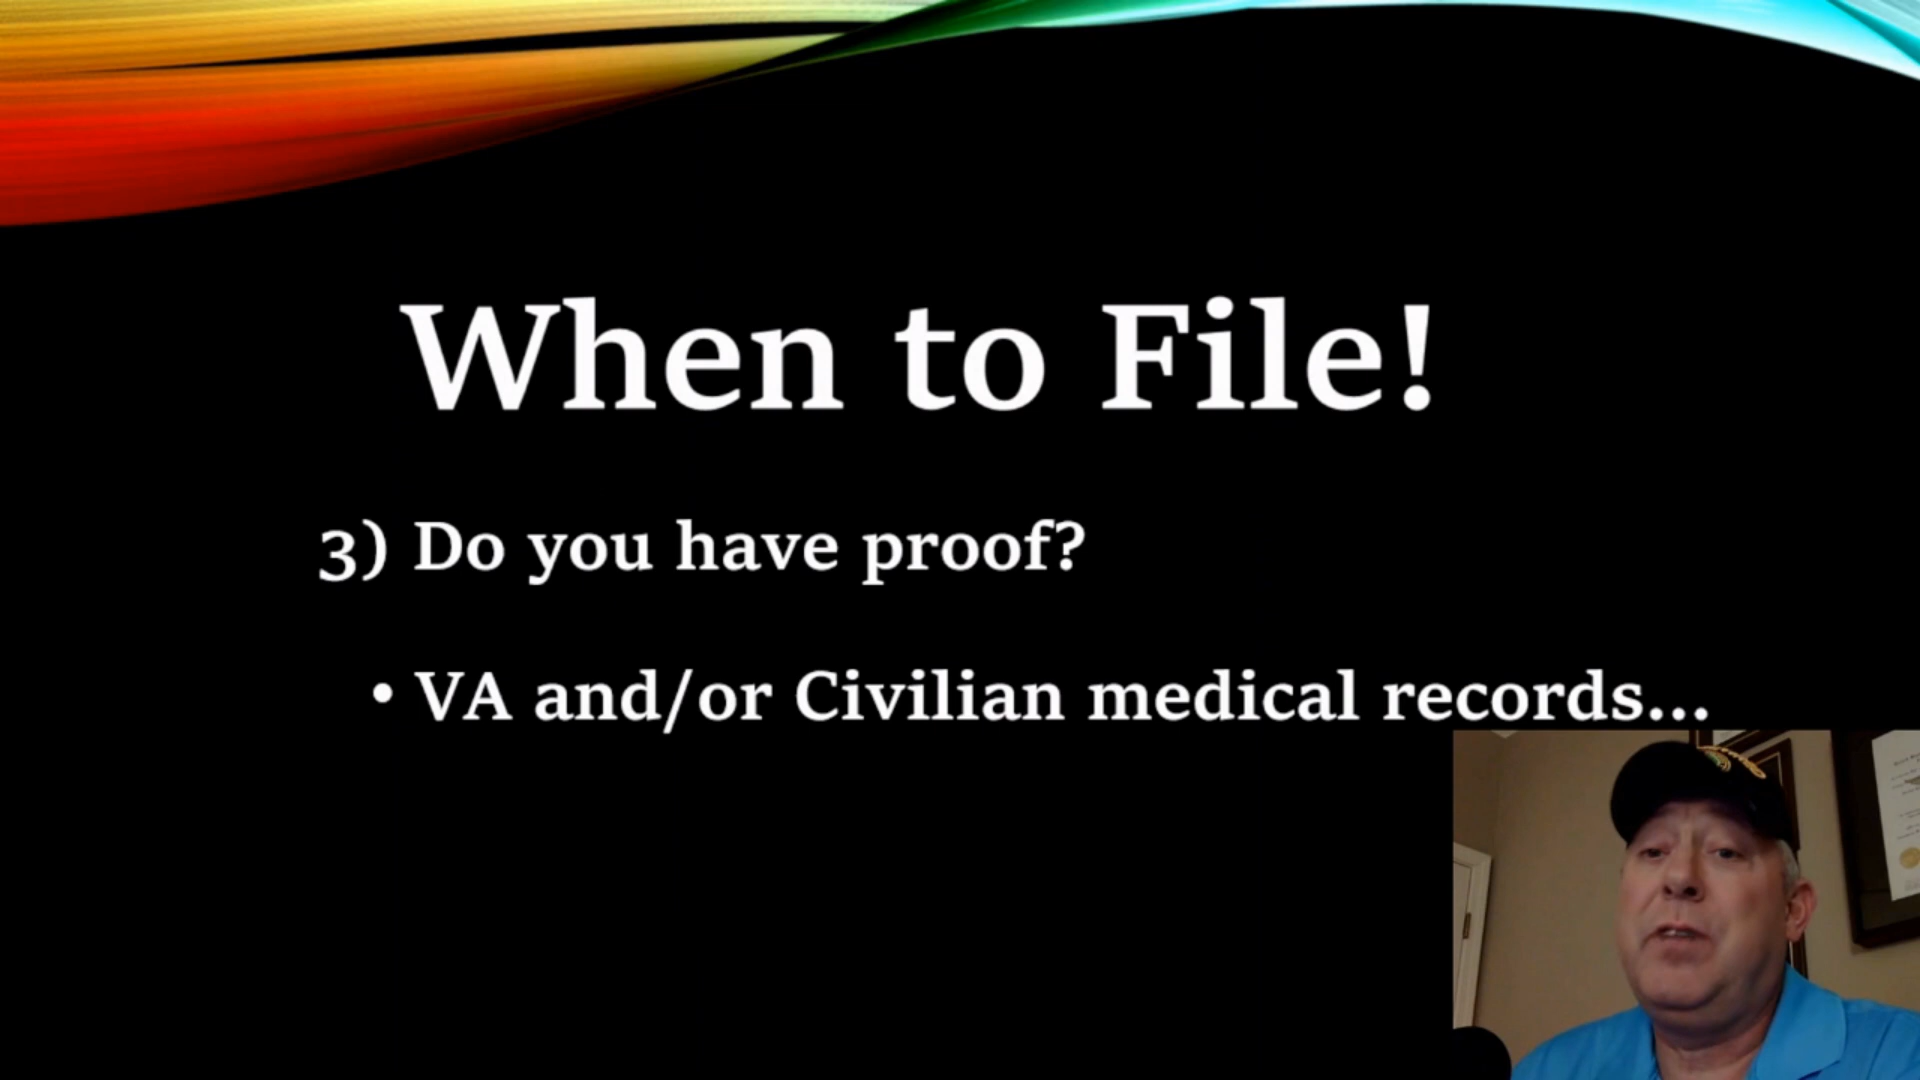 When to File!
3) Do you have proof?
• VA and/or Civilian medical records...